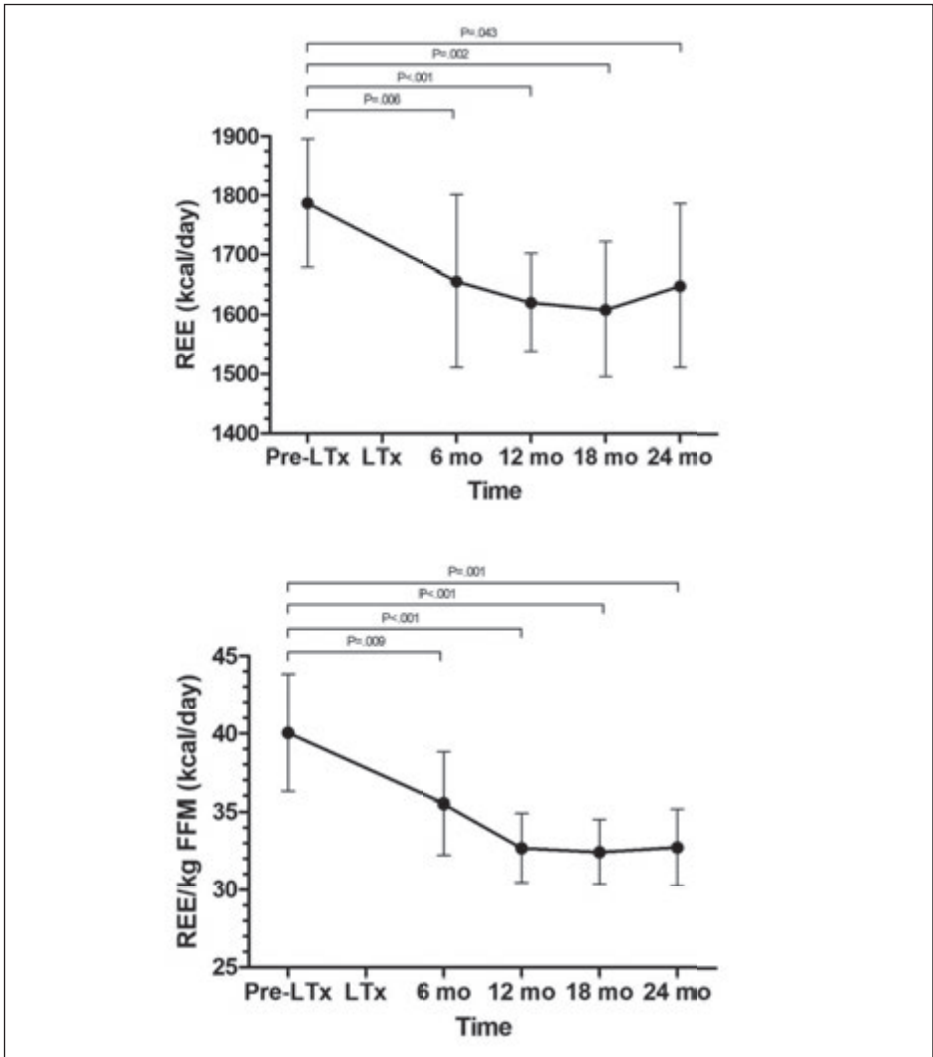 P=.043
P=.002
P<.001
P=.006
1900
1800
1700
1600
1500
1400
REE (kcal/day)
Pre-LTx LTx 6 mo 12 mo 18 mo 24 mo
Time
P=.001
P<.001
P<.001
P=.009
45
40
35
30
25
REE/kg FFM (kcal/day)
Pre-LTx LTx 6 mo 12 mo 18 mo 24 mo
Time